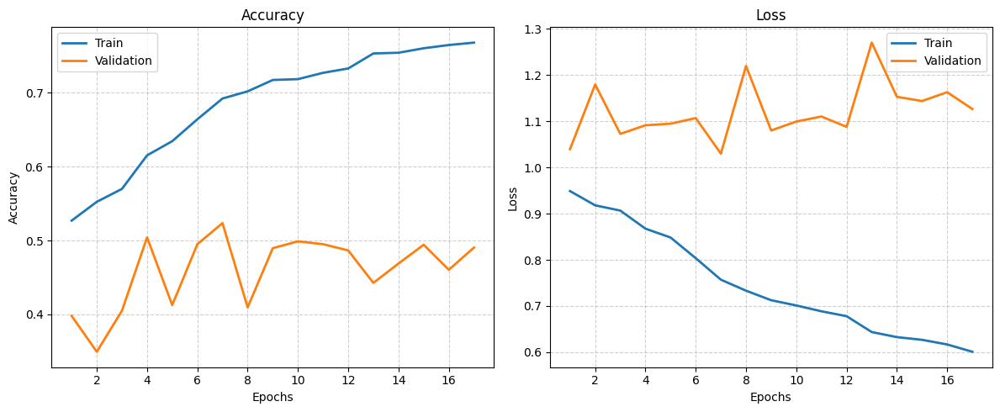 Accuracy
Train
Validation
0.7
0.6
0.5
0.4
Accuracy
2 4 6 8 10 12 14 16
Epochs
Loss
Train
Validation
1.3
1.2
1.1
1.0
0.9
0.8
0.7
0.6
Loss
2 4 6 8 10 12 14 16
Epochs